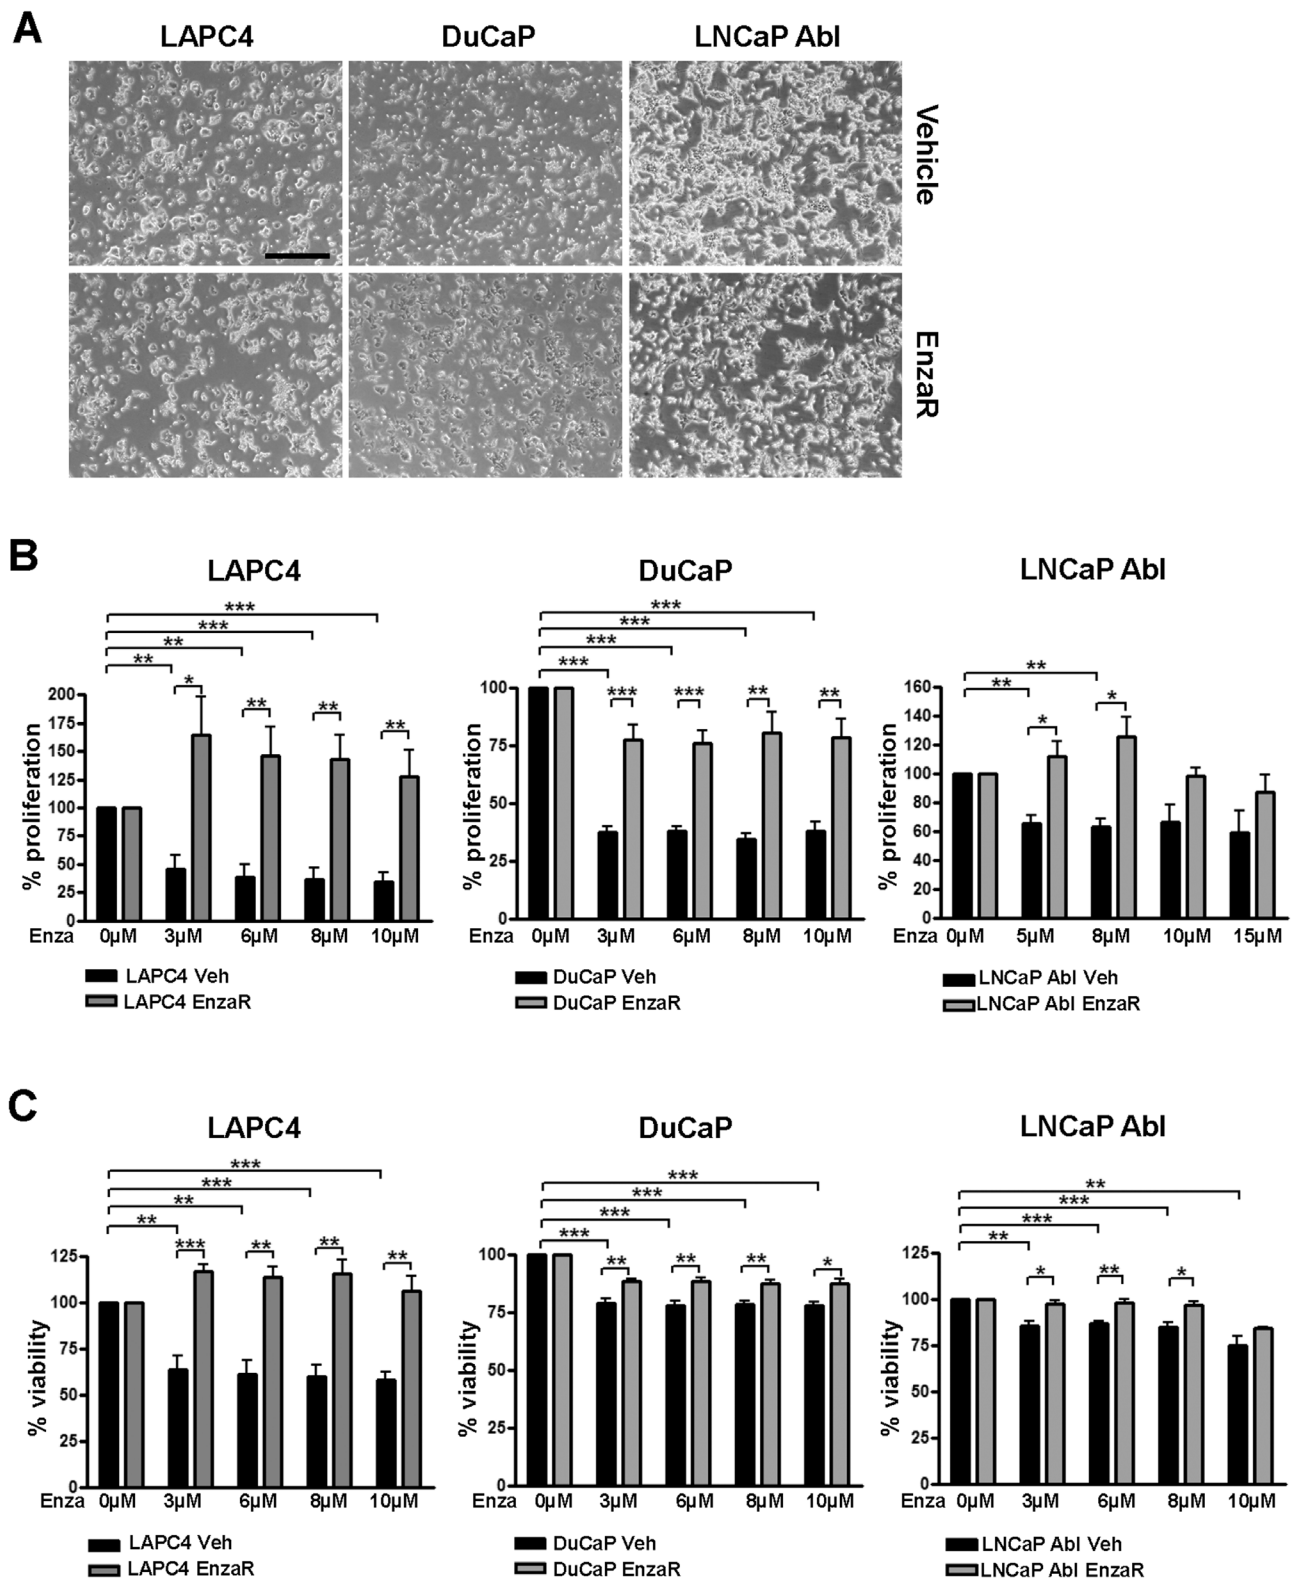 A
LAPC4 DuCaP LNCaP Abl
Vehicle
EnzaR
B
LAPC4
***
***
**
**
* ** ** **
% proliferation
200
175
150
125
100
75
50
25
0
Enza 0µM 3µM 6µM 8µM 10µM
LAPC4 Veh
LAPC4 EnzaR
DuCaP
***
***
***
***
*** *** ** **
% proliferation
100
75
50
25
0
Enza 0µM 3µM 6µM 8µM 10µM
DuCaP Veh
DuCaP EnzaR
LNCaP Abl
**
**
* *
% proliferation
160
140
120
100
80
60
40
20
0
Enza 0µM 5µM 8µM 10µM 15µM
LNCaP Abl Veh
LNCaP Abl EnzaR
C
LAPC4
***
***
**
**
*** ** ** **
% viability
125
100
75
50
25
0
Enza 0µM 3µM 6µM 8µM 10µM
LAPC4 Veh
LAPC4 EnzaR
DuCaP
***
***
***
***
** ** ** *
% viability
100
75
50
25
0
Enza 0µM 3µM 6µM 8µM 10µM
DuCaP Veh
DuCaP EnzaR
LNCaP Abl
**
***
***
**
* ** *
% viability
125
100
75
50
25
0
Enza 0µM 3µM 6µM 8µM 10µM
LNCaP Abl Veh
LNCaP Abl EnzaR